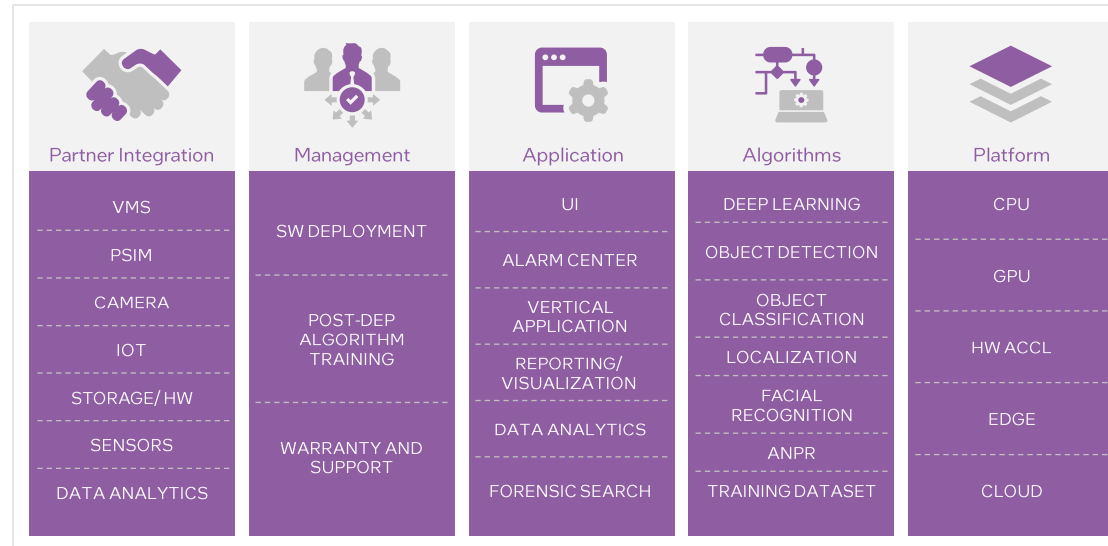 Partner Integration
VMS
PSIM
CAMERA
IOT
STORAGE/ HW
SENSORS
DATA ANALYTICS
Management
SW DEPLOYMENT
POST-DEP
ALGORITHM
TRAINING
WARRANTY AND
SUPPORT
Application
UI
ALARM CENTER
VERTICAL
APPLICATION
REPORTING/
VISUALIZATION
DATA ANALYTICS
FORENSIC SEARCH
Algorithms
DEEP LEARNING
OBJECT DETECTION
OBJECT
CLASSIFICATION
LOCALIZATION
FACIAL
RECOGNITION
ANPR
TRAINING DATASET
Platform
CPU
GPU
HW ACCL
EDGE
CLOUD